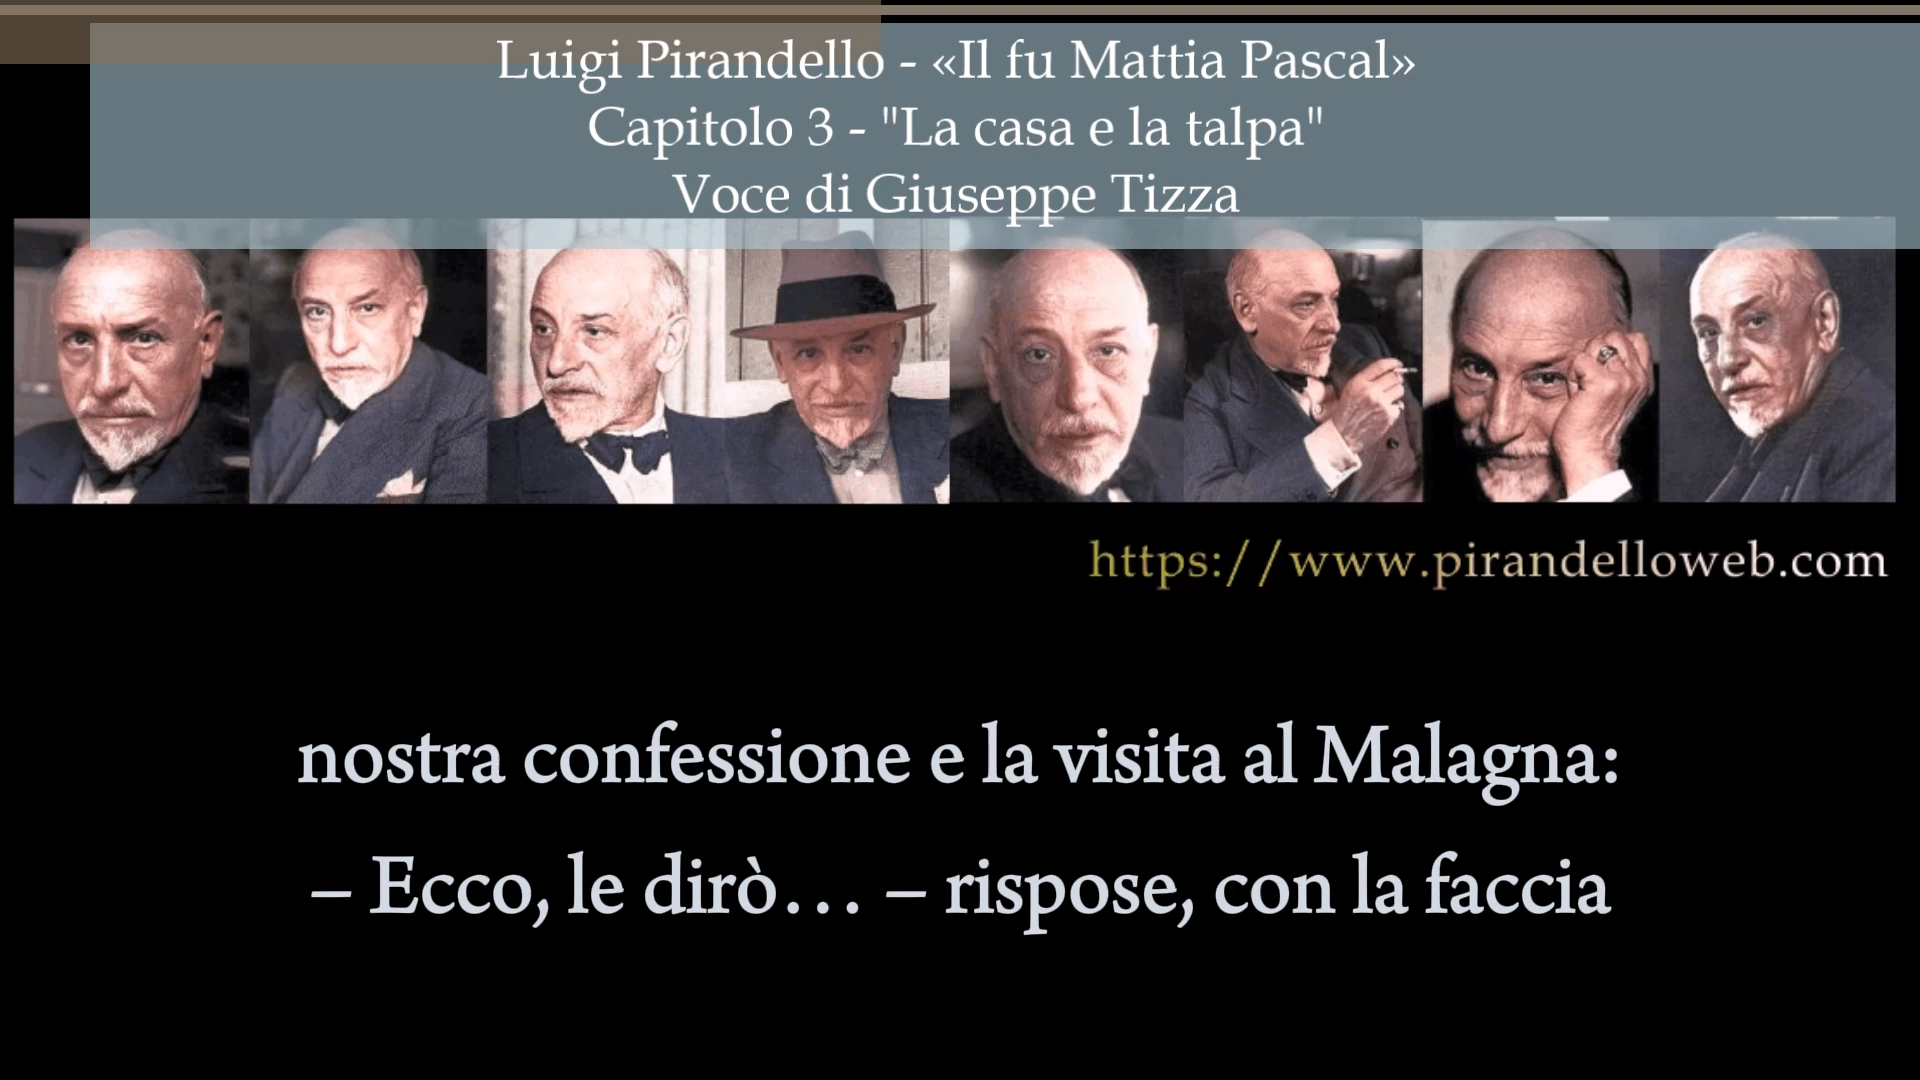 Luigi Pirandello - «Il fu Mattia Pascal»
Capitolo 3 - "La casa e la talpa"
Voce di Giuseppe Tizza
https://www.pirandelloweb.com
nostra confessione e la visita al Malagna:
– Ecco, le dirò… – rispose, con la faccia